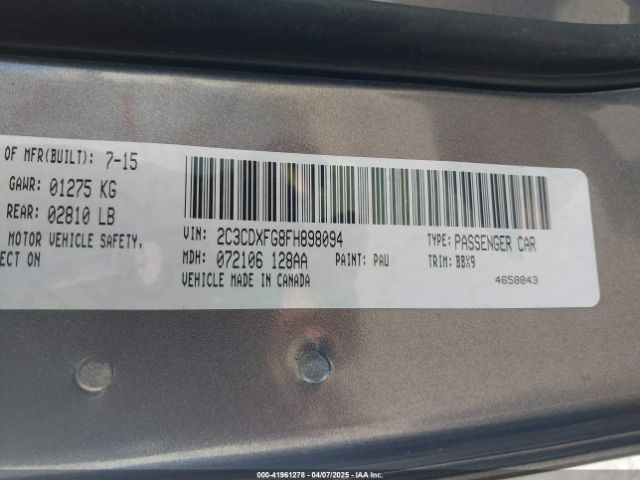 OF MFR(BUILT): 7-15
GAWR: 01275 KG
REAR: 02810 LB
MOTOR VEHICLE SAFETY,
ECT ON
VIN: 2C3CDXFG8FH898094
TYPE: PASSENGER CAR
MDH: 072106 128AA
PAINT: PAU
TRIM: BBX9
VEHICLE MADE IN CANADA
4658843
000-41961278 - 04/07/2025 - IAA Inc.